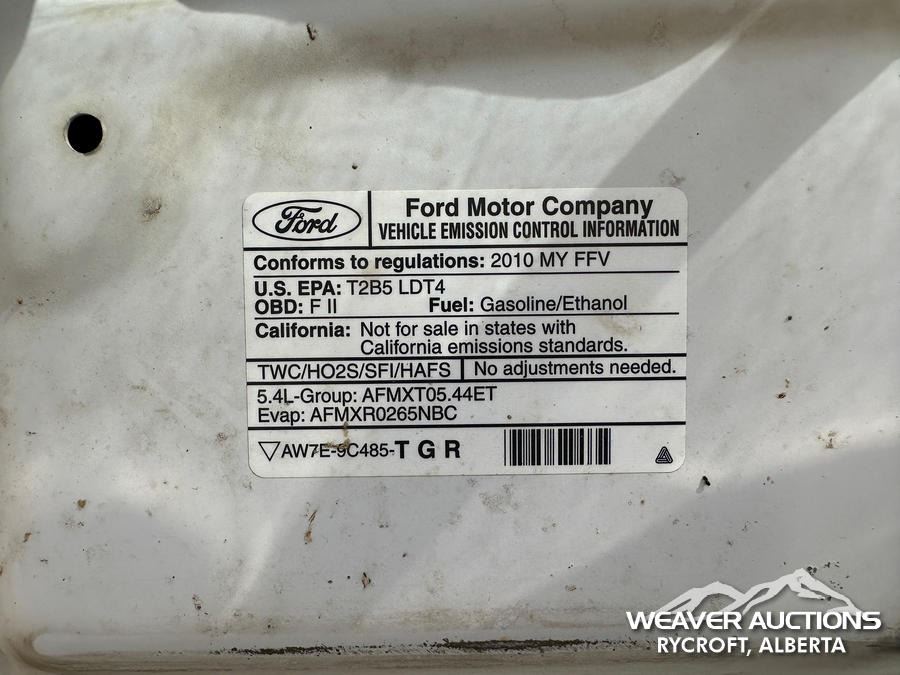 Ford
Ford Motor Company
VEHICLE EMISSION CONTROL INFORMATION
Conforms to regulations: 2010 MY FFV
U.S. EPA: T2B5 LDT4
OBD: F II Fuel: Gasoline/Ethanol
California: Not for sale in states with
California emissions standards.
TWC/HO2S/SFI/HAFS No adjustments needed.
5.4L-Group: AFMXT05.44ET
Evap: AFMXR0265NBC
AW7E-9C485-T G R
WEAVER AUCTIONS
RYCROFT, ALBERTA